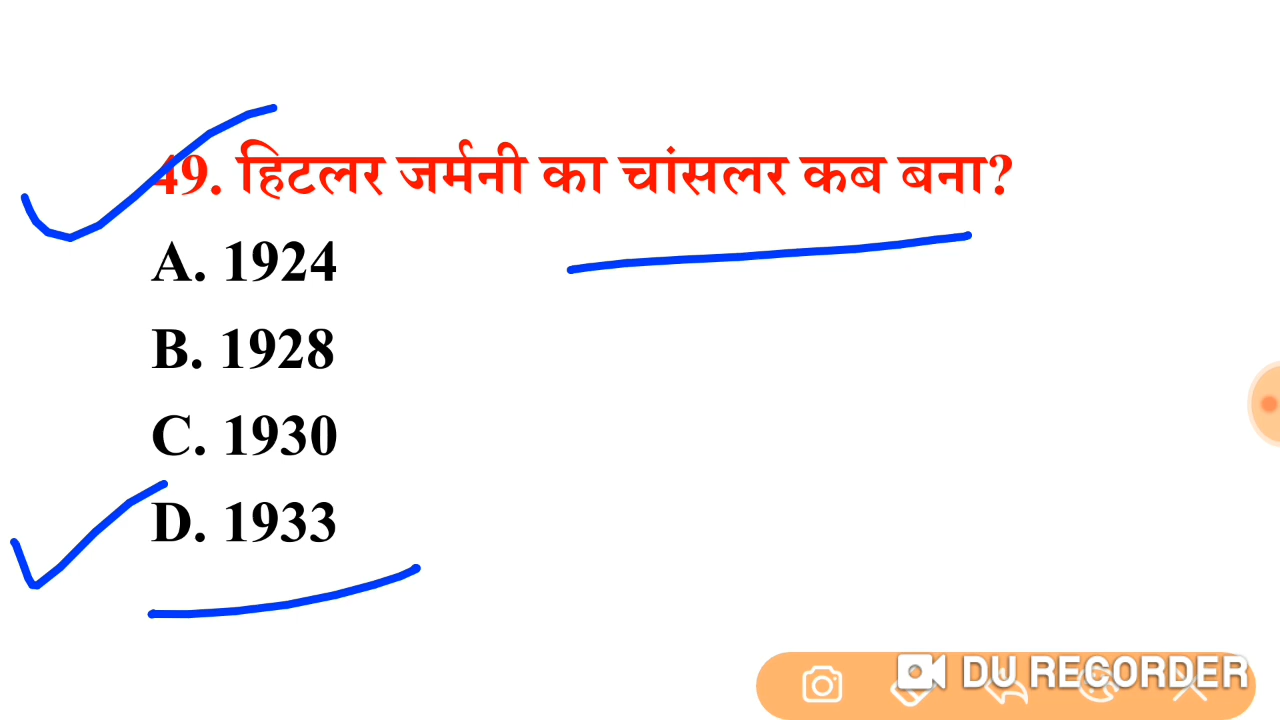 49. हिटलर जर्मनी का चांसलर कब बना?
A. 1924
B. 1928
C. 1930
D. 1933
DU RECORDER